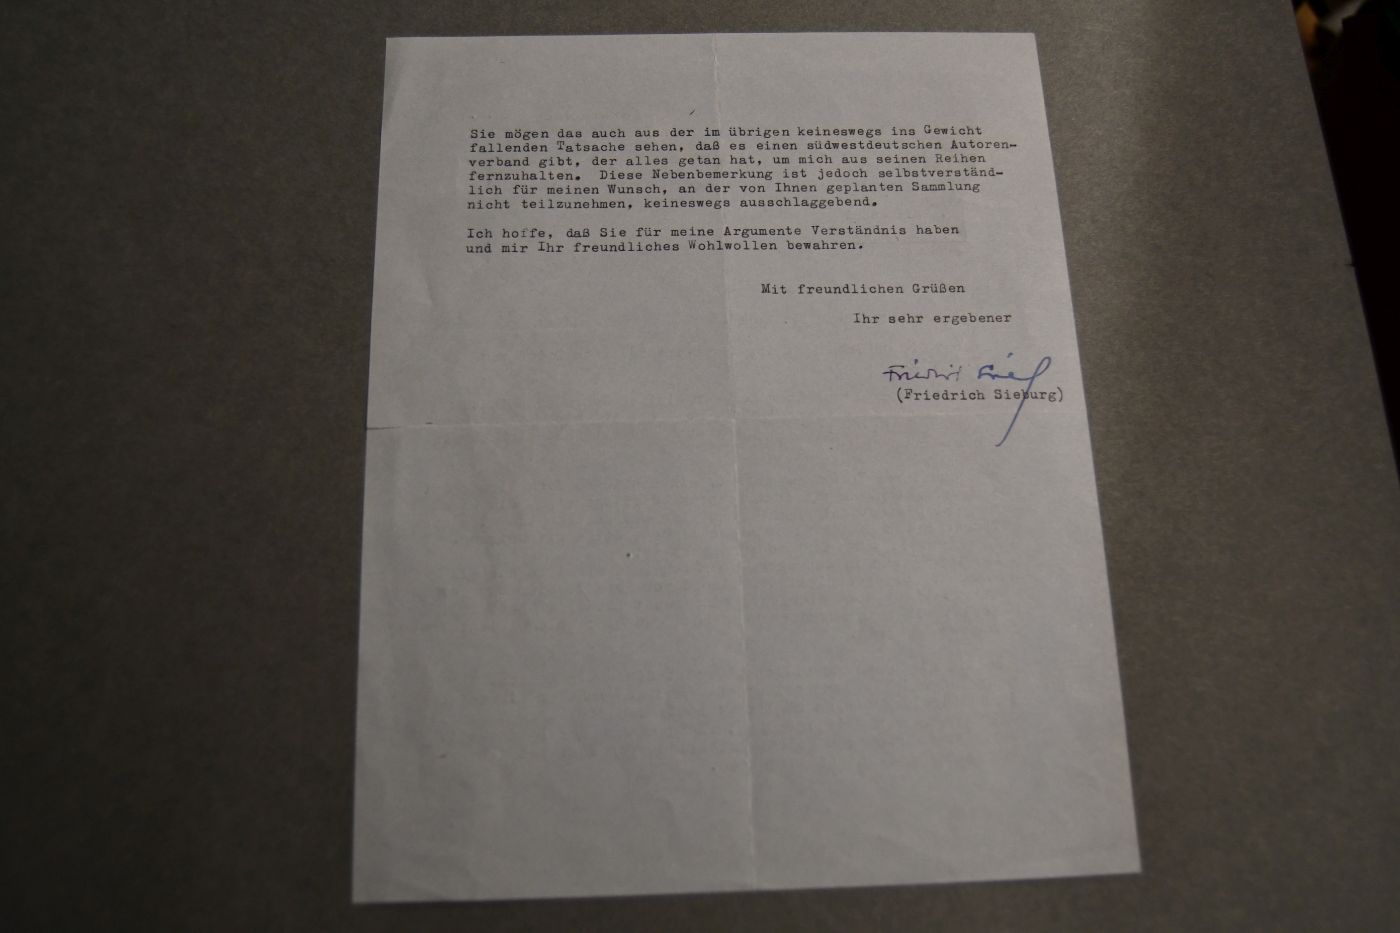 Sie mögen das auch aus der im übrigen keineswegs ins Gewicht
fallenden Tatsache sehen, daß es einen südwestdeutschen Autoren-
verband gibt, der alles getan hat, um mich aus seinen Reihen
fernzuhalten. Diese Nebenbemerkung ist jedoch selbstverständ-
lich für meinen Wunsch, an der von Ihnen geplanten Sammlung
nicht teilzunehmen, keineswegs ausschlaggebend.
Ich hoffe, daß Sie für meine Argumente Verständnis haben
und mir Ihr freundliches Wohlwollen bewahren.
Mit freundlichen Grüßen
Ihr sehr ergebener
Friedrich Sieburg
(Friedrich Sieburg)